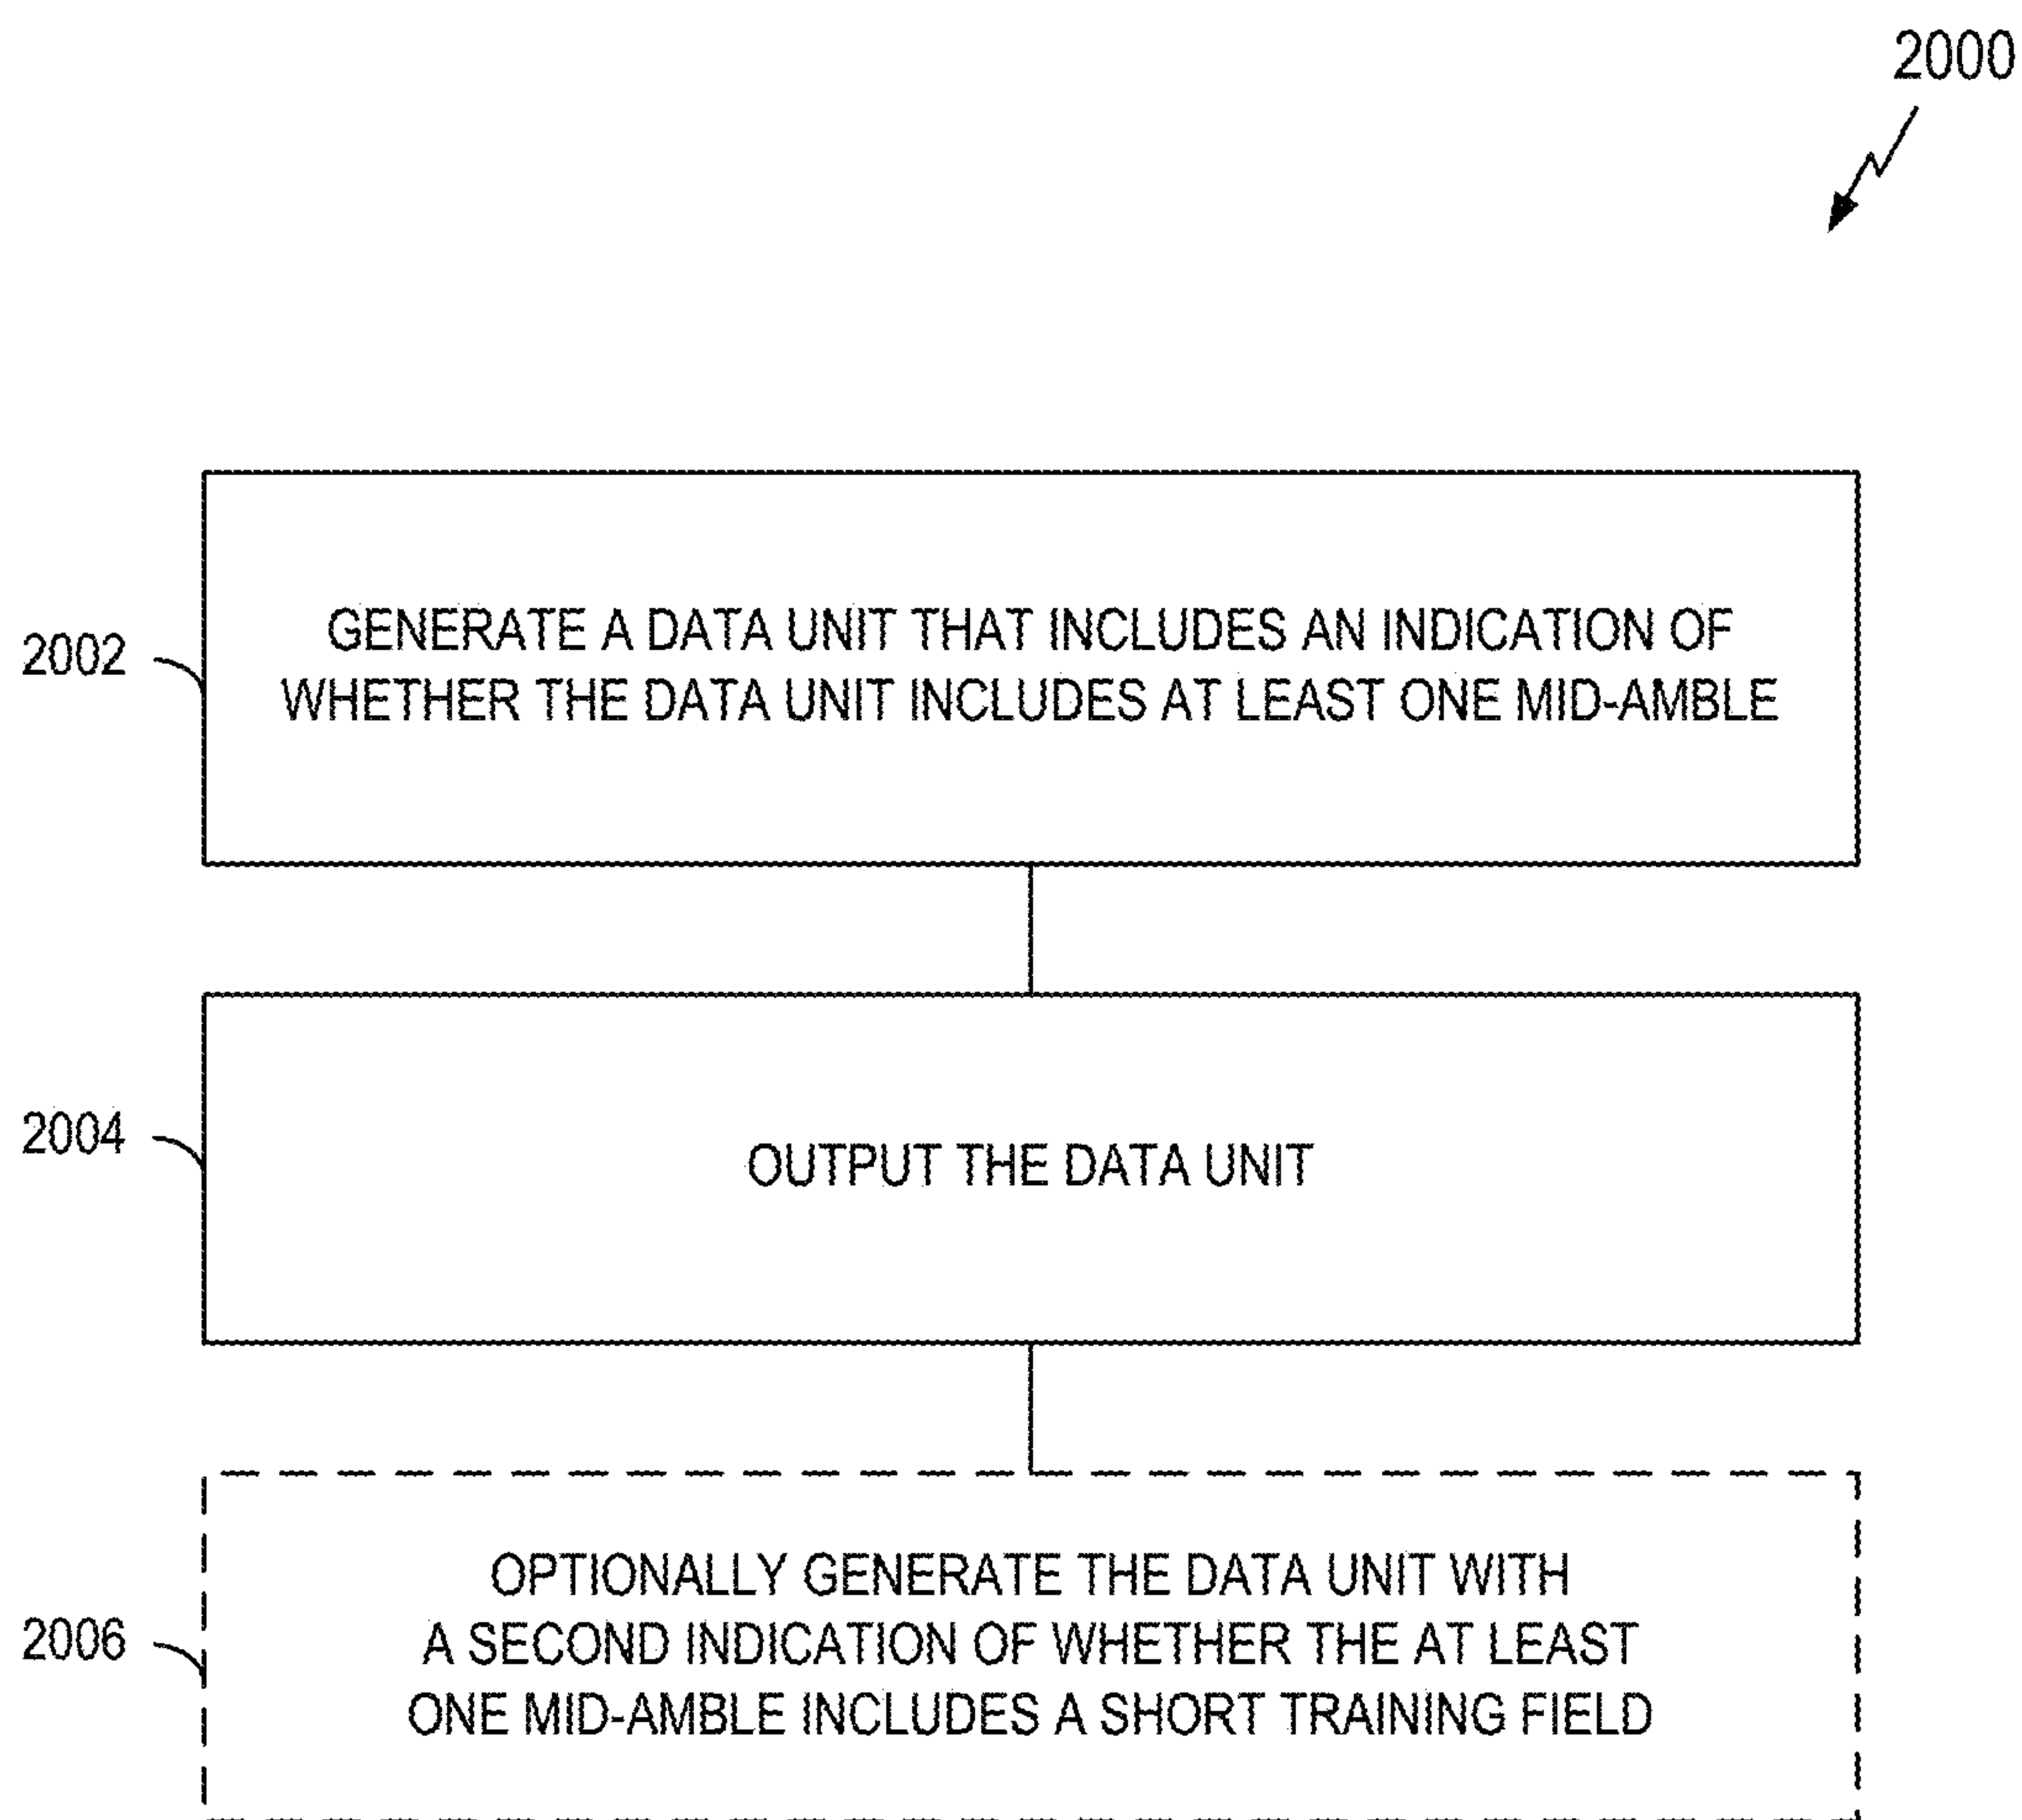 2000
2002
GENERATE A DATA UNIT THAT INCLUDES AN INDICATION OF
WHETHER THE DATA UNIT INCLUDES AT LEAST ONE MID-AMBLE
2004
OUTPUT THE DATA UNIT
2006
OPTIONALLY GENERATE THE DATA UNIT WITH
A SECOND INDICATION OF WHETHER THE AT LEAST
ONE MID-AMBLE INCLUDES A SHORT TRAINING FIELD